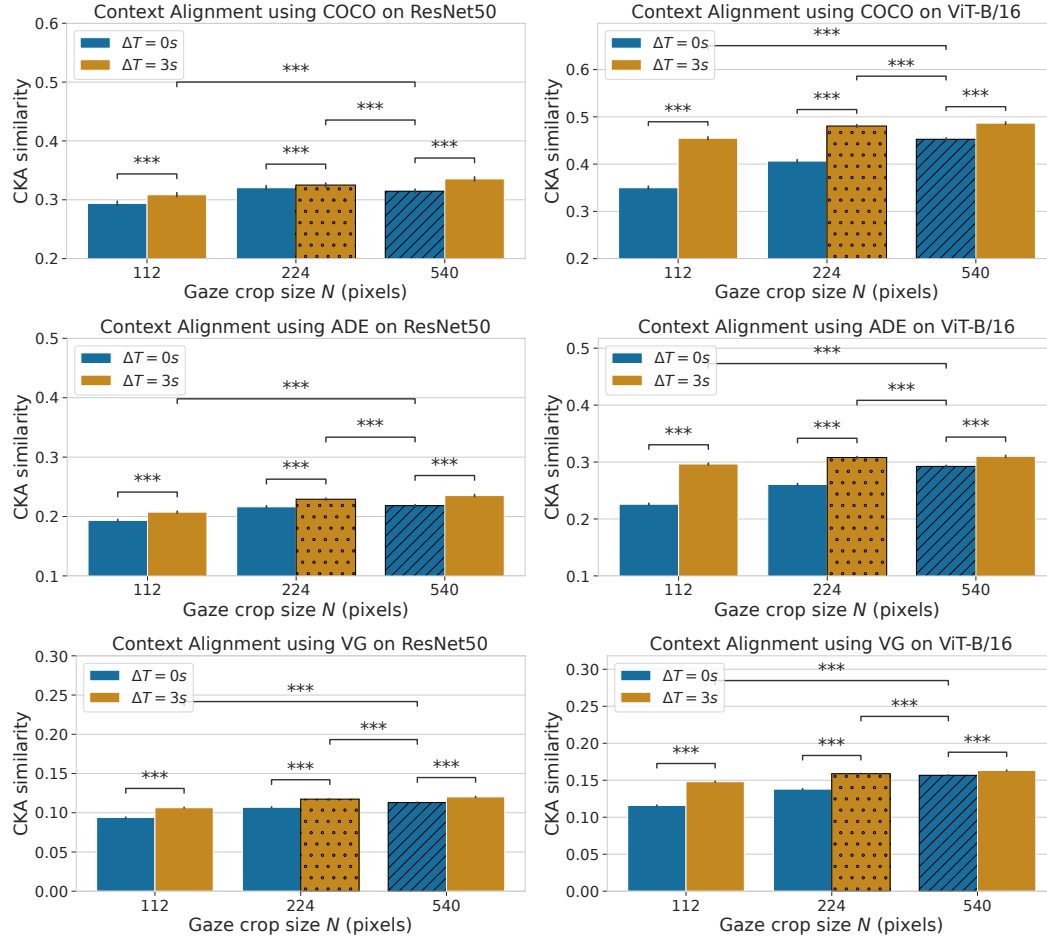 Context Alignment using COCO on ResNet50
CKA similarity
0.6
0.5
0.4
0.3
0.2
ΔT = 0s
ΔT = 3s
***
***
***
***
***
112
224
540
Gaze crop size N (pixels)
Context Alignment using COCO on ViT-B/16
CKA similarity
0.6
0.5
0.4
0.3
0.2
ΔT = 0s
ΔT = 3s
***
***
***
***
***
112
224
540
Gaze crop size N (pixels)
Context Alignment using ADE on ResNet50
CKA similarity
0.5
0.4
0.3
0.2
0.1
ΔT = 0s
ΔT = 3s
***
***
***
***
***
112
224
540
Gaze crop size N (pixels)
Context Alignment using ADE on ViT-B/16
CKA similarity
0.5
0.4
0.3
0.2
0.1
ΔT = 0s
ΔT = 3s
***
***
***
***
***
112
224
540
Gaze crop size N (pixels)
Context Alignment using VG on ResNet50
CKA similarity
0.30
0.25
0.20
0.15
0.10
0.05
0.00
ΔT = 0s
ΔT = 3s
***
***
***
***
***
112
224
540
Gaze crop size N (pixels)
Context Alignment using VG on ViT-B/16
CKA similarity
0.30
0.25
0.20
0.15
0.10
0.05
0.00
ΔT = 0s
ΔT = 3s
***
***
***
***
***
112
224
540
Gaze crop size N (pixels)